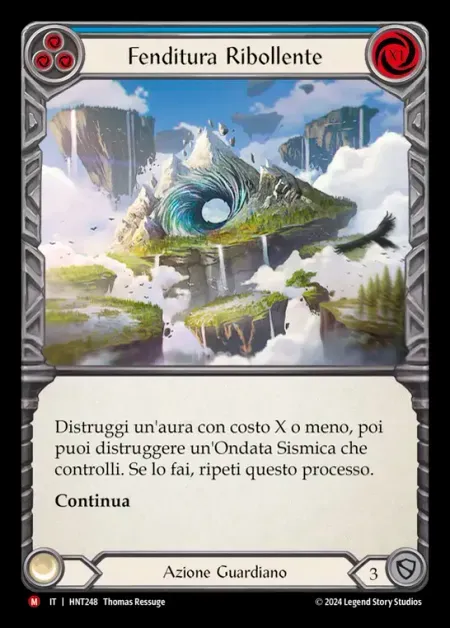 Fenditura Ribollente
X1
Distruggi un'aura con costo X o meno, poi
puoi distruggere un'Ondata Sismica che
controlli. Se lo fai, ripeti questo processo.
Continua
Azione Guardiano
3
M IT | HNT248 Thomas Ressuge
© 2024 Legend Story Studios